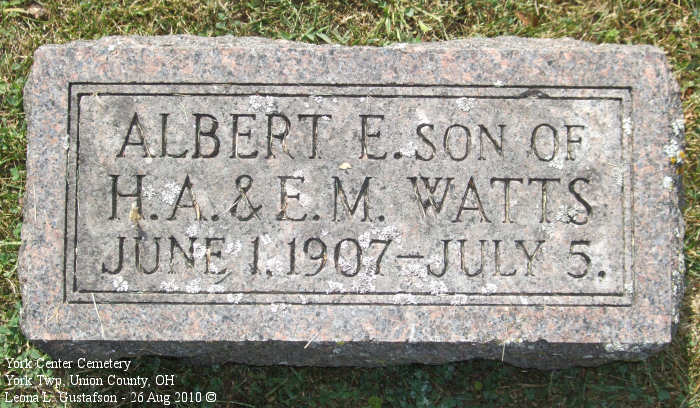 ALBERT E. SON OF
H. A. & E. M. WATTS
JUNE 1. 1907 – JULY 5.
York Center Cemetery
York Twp, Union County, OH
Leona L. Gustafson - 26 Aug 2010 ©